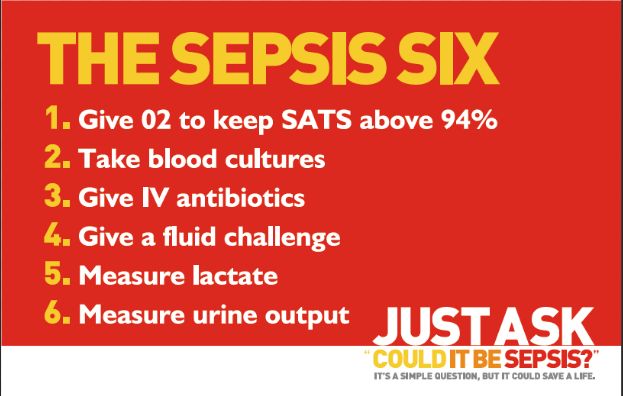 THE SEPSIS SIX
1. Give 02 to keep SATS above 94%
2. Take blood cultures
3. Give IV antibiotics
4. Give a fluid challenge
5. Measure lactate
6. Measure urine output
JUST ASK
"COULD IT BE SEPSIS?"
IT'S A SIMPLE QUESTION, BUT IT COULD SAVE A LIFE.